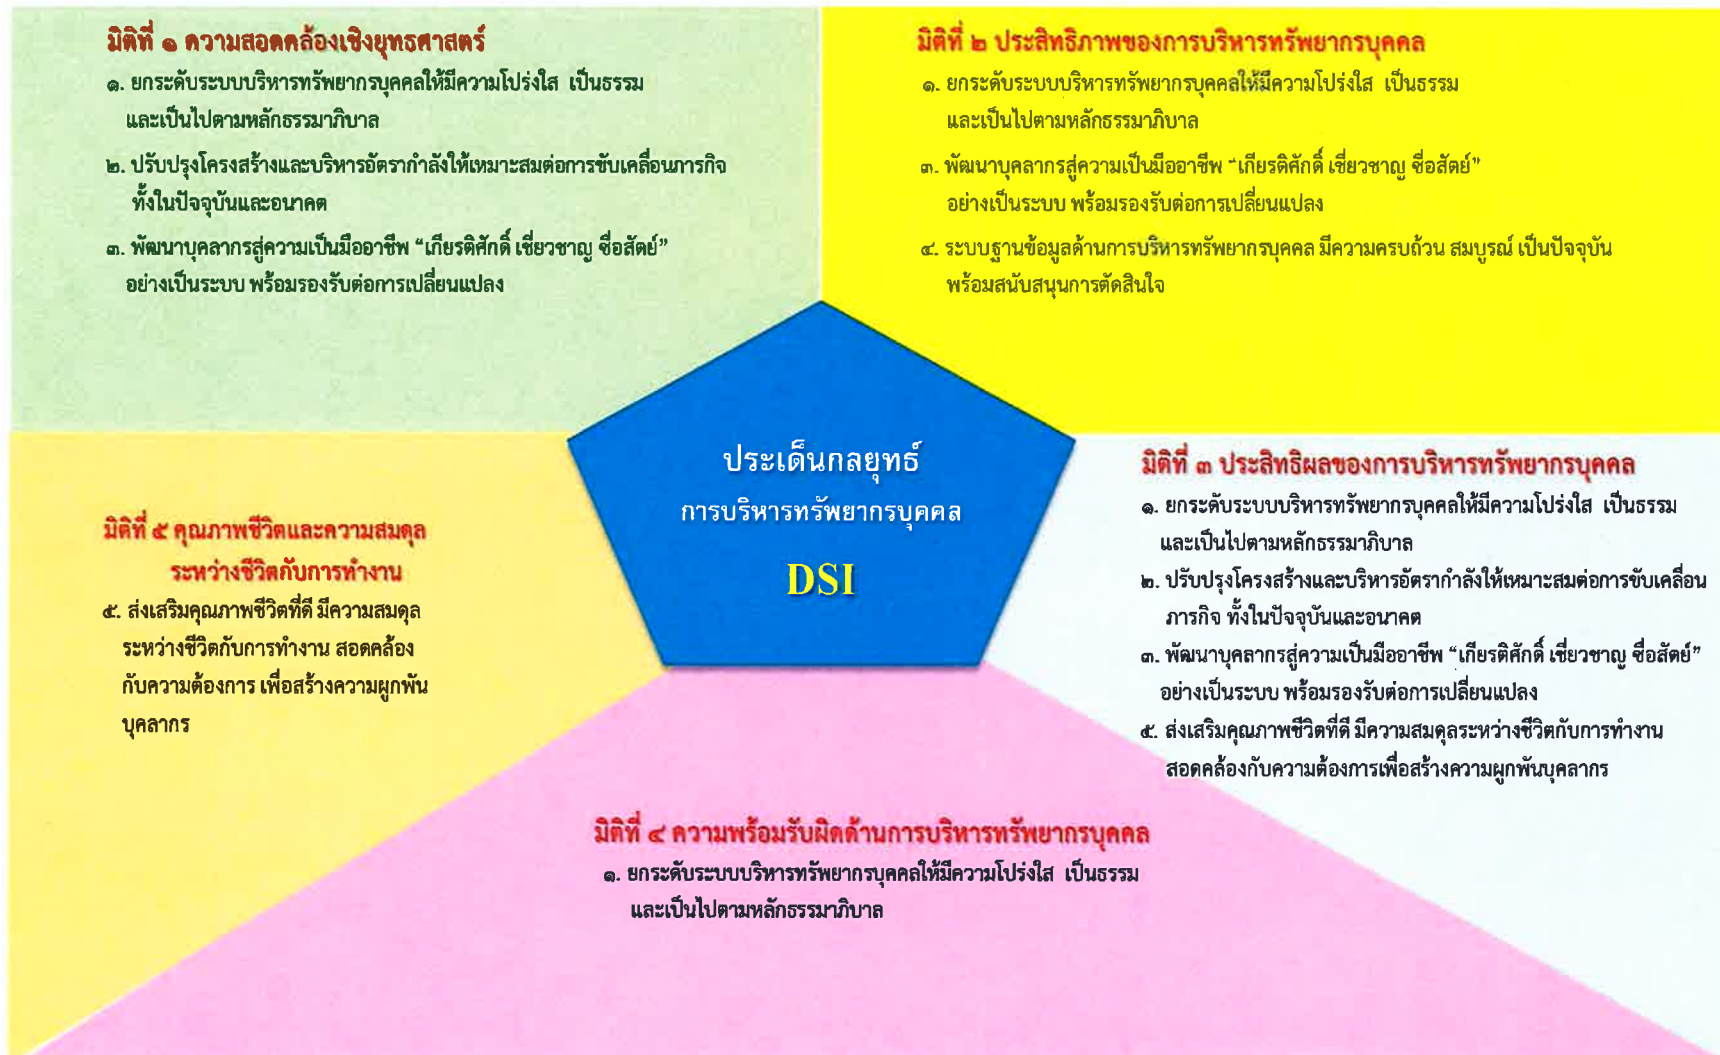 มิติที่ ๑ ความสอดคล้องเชิงยุทธศาสตร์
๑. ยกระดับระบบบริหารทรัพยากรบุคคลให้มีความโปร่งใส เป็นธรรม
และเป็นไปตามหลักธรรมาภิบาล
๒. ปรับปรุงโครงสร้างและบริหารอัตรากำลังให้เหมาะสมต่อการขับเคลื่อนภารกิจ
ทั้งในปัจจุบันและอนาคต
๓. พัฒนาบุคลากรสู่ความเป็นมืออาชีพ “เกียรติศักดิ์ เชี่ยวชาญ ซื่อสัตย์”
อย่างเป็นระบบ พร้อมรองรับต่อการเปลี่ยนแปลง
มิติที่ ๒ ประสิทธิภาพของการบริหารทรัพยากรบุคคล
๑. ยกระดับระบบบริหารทรัพยากรบุคคลให้มีความโปร่งใส เป็นธรรม
และเป็นไปตามหลักธรรมาภิบาล
๓. พัฒนาบุคลากรสู่ความเป็นมืออาชีพ “เกียรติศักดิ์ เชี่ยวชาญ ซื่อสัตย์”
อย่างเป็นระบบ พร้อมรองรับต่อการเปลี่ยนแปลง
๔. ระบบฐานข้อมูลด้านการบริหารทรัพยากรบุคคล มีความครบถ้วน สมบูรณ์ เป็นปัจจุบัน
พร้อมสนับสนุนการตัดสินใจ
ประเด็นกลยุทธ์
การบริหารทรัพยากรบุคคล
DSI
มิติที่ ๓ ประสิทธิผลของการบริหารทรัพยากรบุคคล
๑. ยกระดับระบบบริหารทรัพยากรบุคคลให้มีความโปร่งใส เป็นธรรม
และเป็นไปตามหลักธรรมาภิบาล
๒. ปรับปรุงโครงสร้างและบริหารอัตรากำลังให้เหมาะสมต่อการขับเคลื่อน
ภารกิจ ทั้งในปัจจุบันและอนาคต
๓. พัฒนาบุคลากรสู่ความเป็นมืออาชีพ “เกียรติศักดิ์ เชี่ยวชาญ ซื่อสัตย์”
อย่างเป็นระบบ พร้อมรองรับต่อการเปลี่ยนแปลง
๕. ส่งเสริมคุณภาพชีวิตที่ดี มีความสมดุลระหว่างชีวิตกับการทำงาน
สอดคล้องกับความต้องการเพื่อสร้างความผูกพันบุคลากร
มิติที่ ๕ คุณภาพชีวิตและความสมดุล
ระหว่างชีวิตกับการทำงาน
๕. ส่งเสริมคุณภาพชีวิตที่ดี มีความสมดุล
ระหว่างชีวิตกับการทำงาน สอดคล้อง
กับความต้องการ เพื่อสร้างความผูกพัน
บุคลากร
มิติที่ ๔ ความพร้อมรับผิดด้านการบริหารทรัพยากรบุคคล
๑. ยกระดับระบบบริหารทรัพยากรบุคคลให้มีความโปร่งใส เป็นธรรม
และเป็นไปตามหลักธรรมาภิบาล